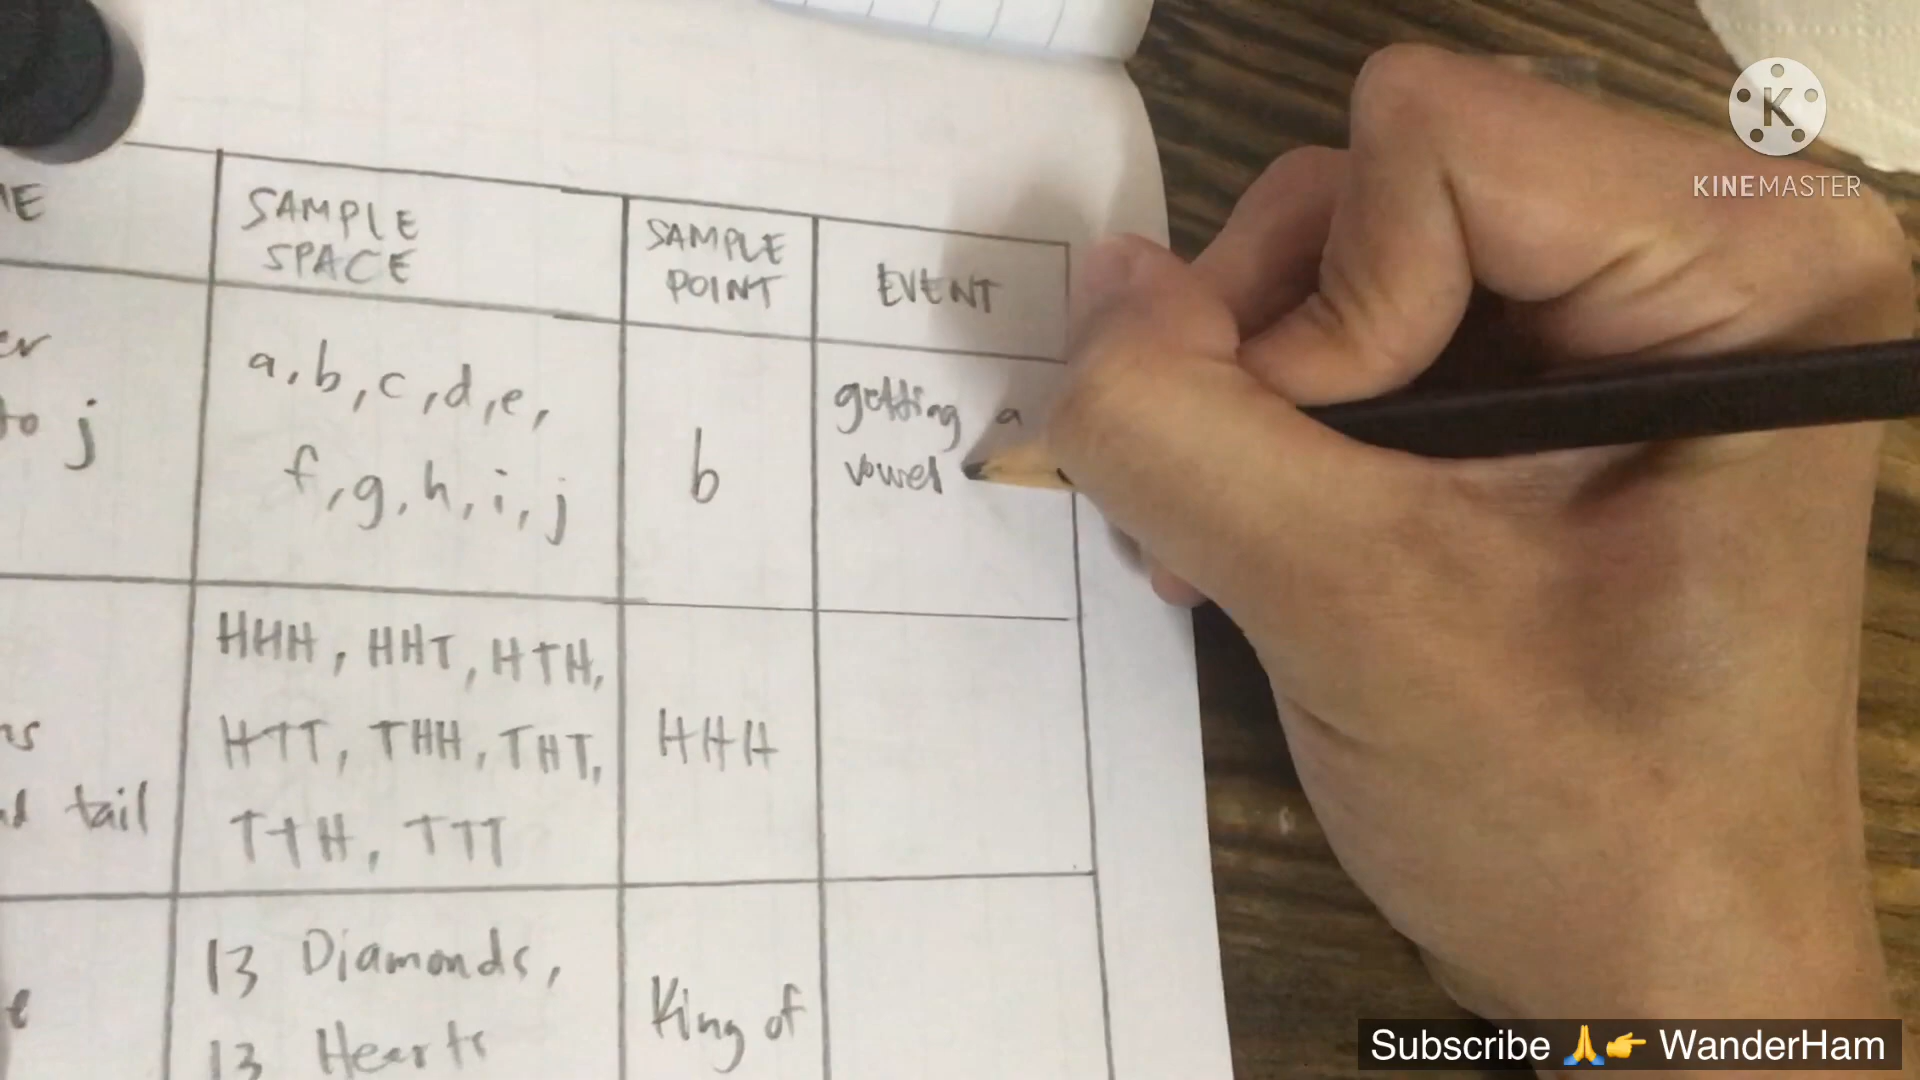 SAMPLE
SPACE
SAMPLE
POINT
EVENT
to j
a, b, c, d, e,
f, g, h, i, j
b
getting a
vowel
tail
HHH, HHT, HTH,
HTT, THH, THT,
TTH, TTT
HHH
13 Diamonds,
13 Hearts
King of
K
KINEMASTER
Subscribe 🙏👉 WanderHam